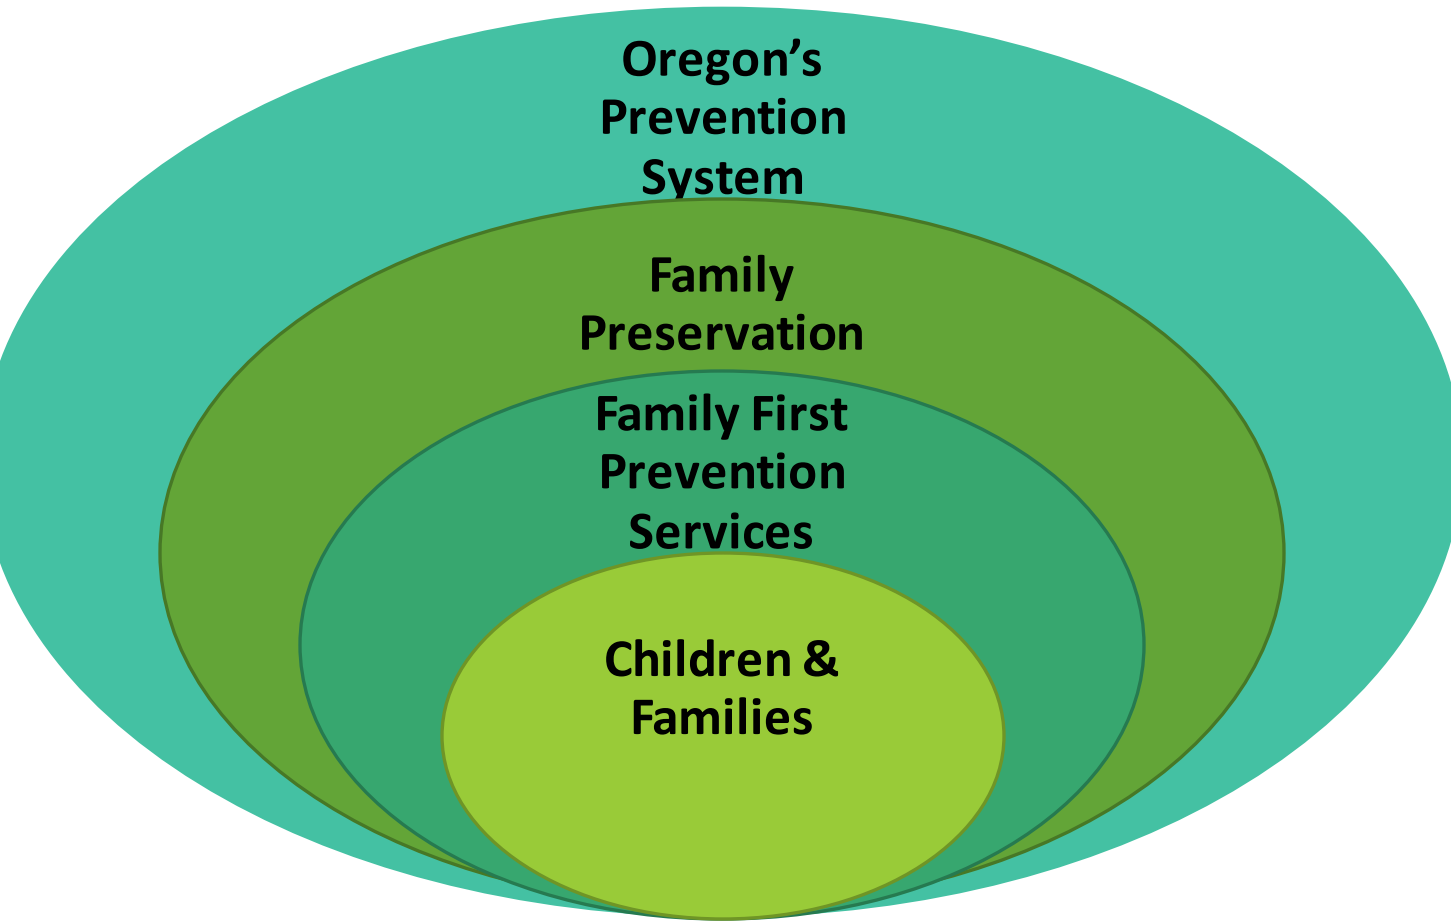 Oregon’s
Prevention
System
Family
Preservation
Family First
Prevention
Services
Children &
Families